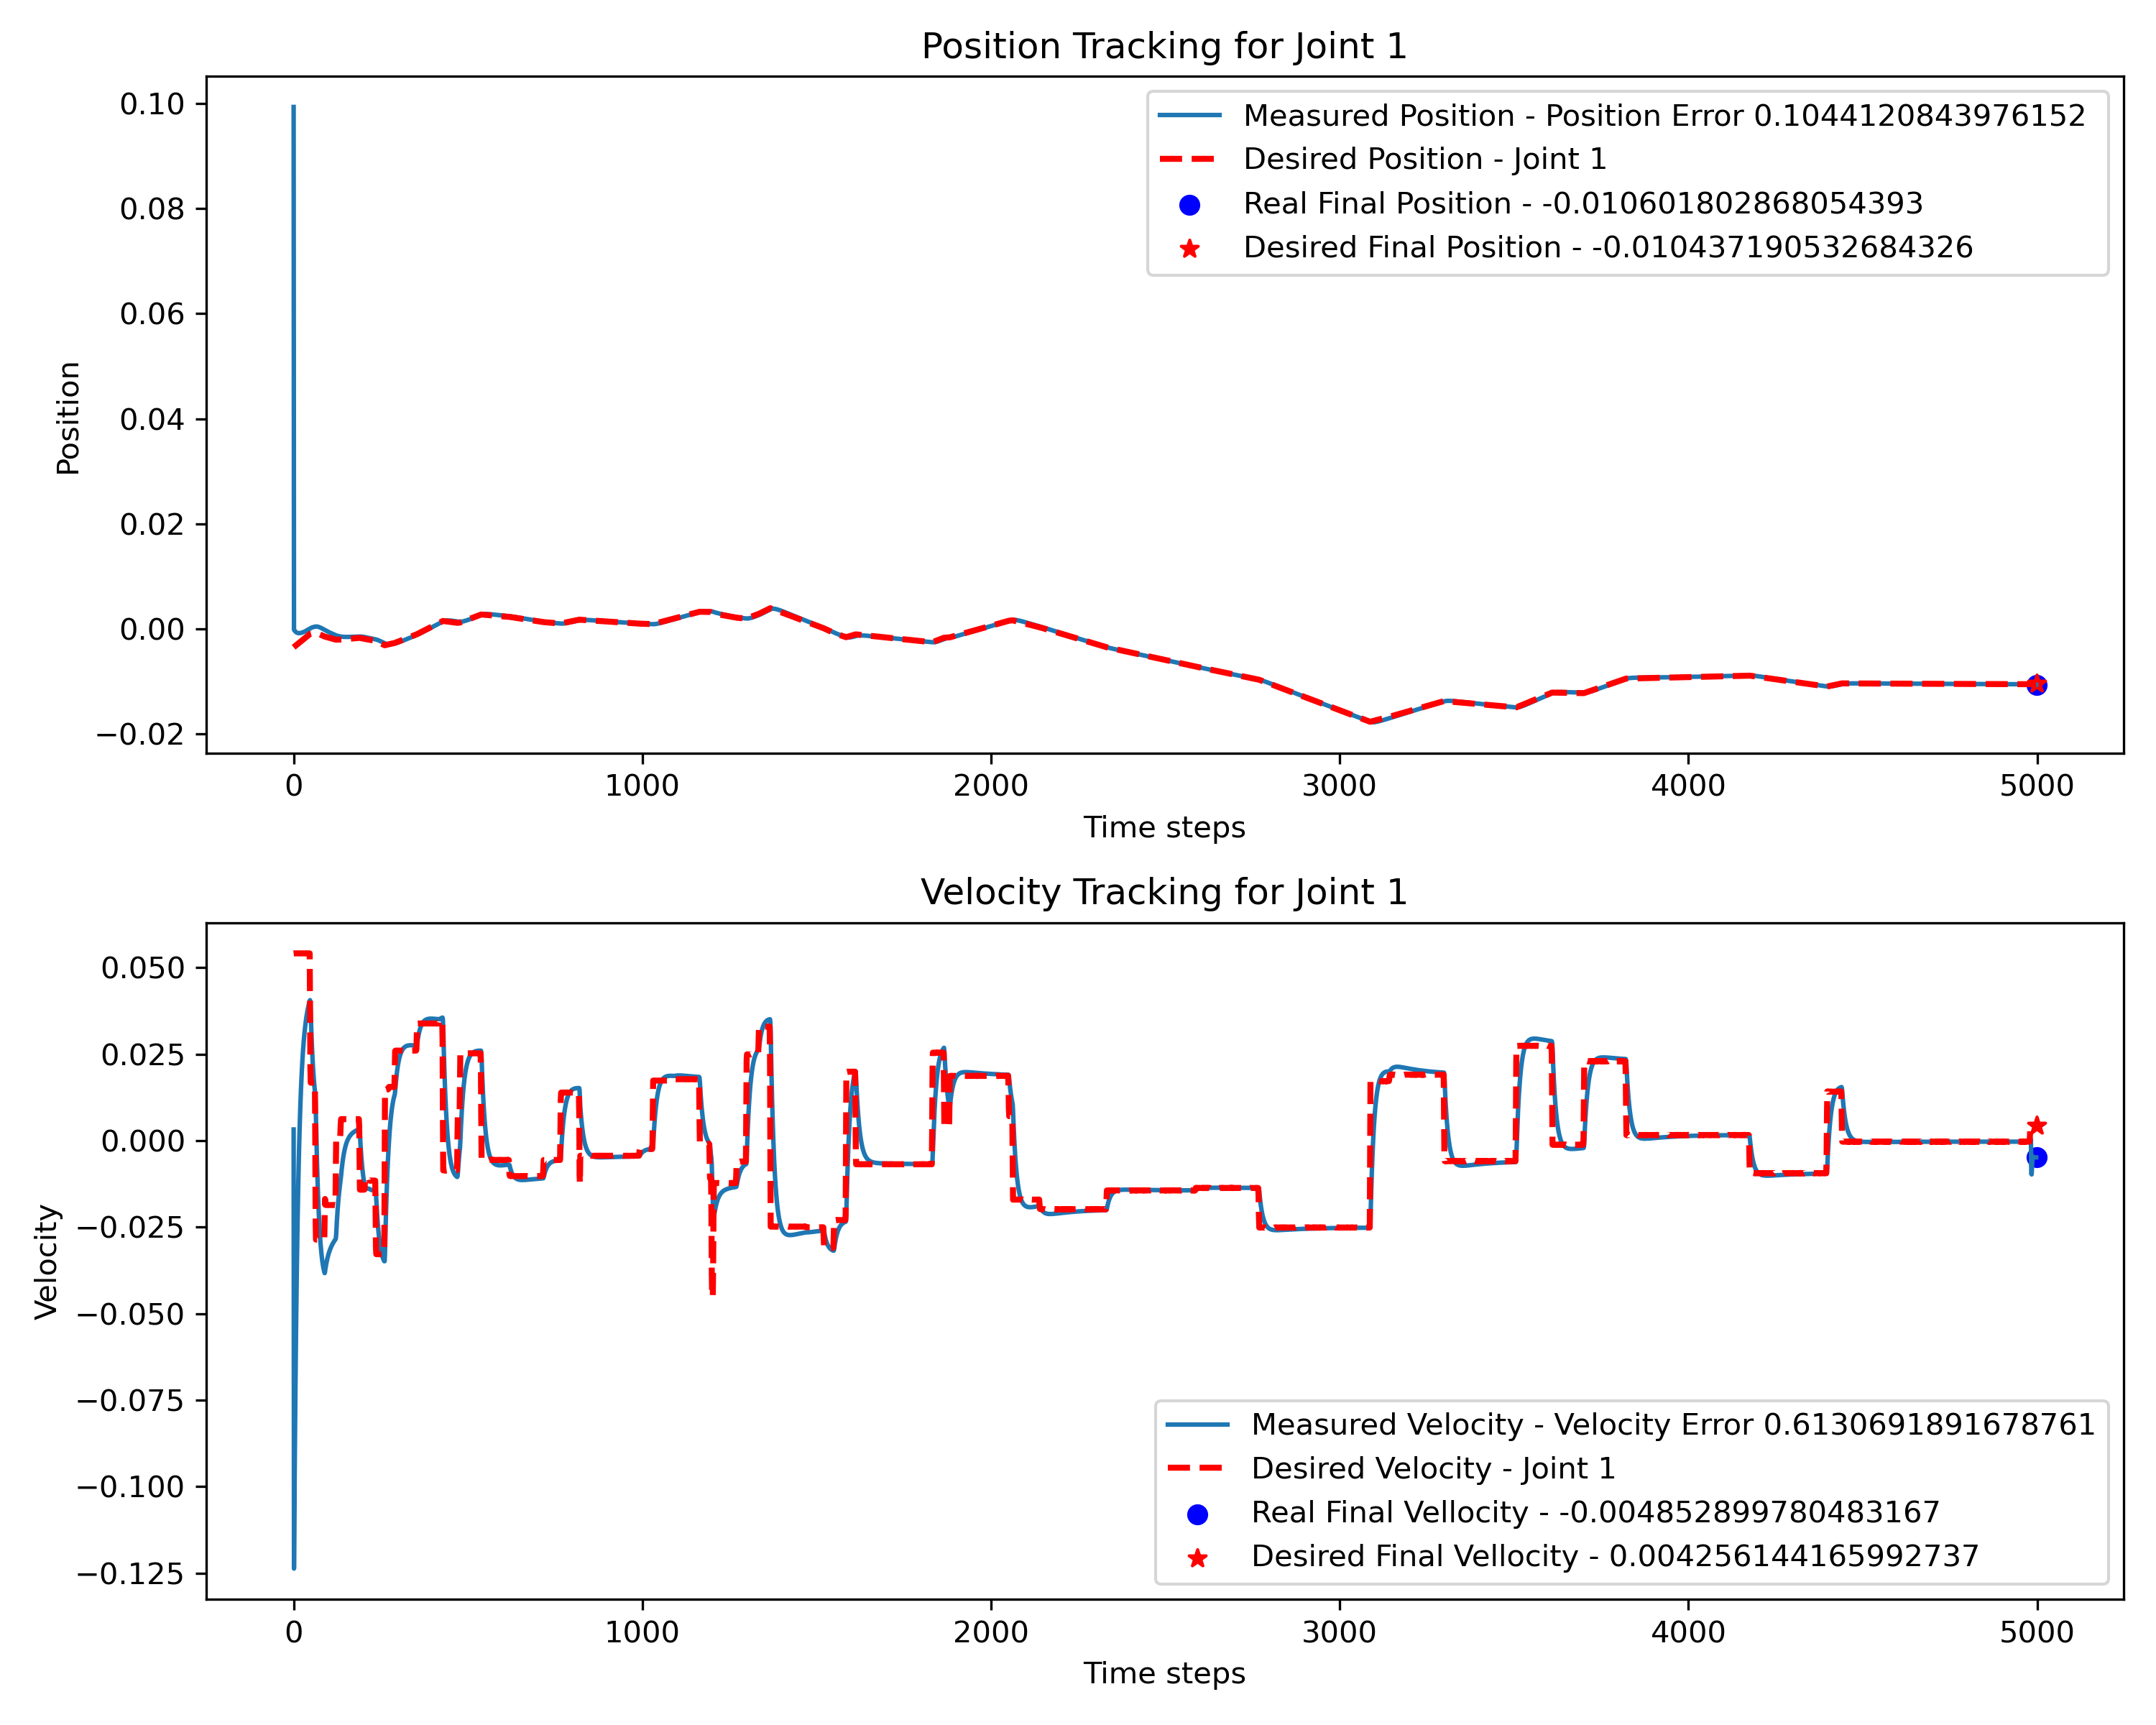 Position Tracking for Joint 1
0.10
0.08
0.06
0.04
0.02
0.00
−0.02
Position
Measured Position - Position Error 0.1044120843976152
Desired Position - Joint 1
Real Final Position - -0.010601802868054393
Desired Final Position - -0.010437190532684326
0 1000 2000 3000 4000 5000
Time steps
Velocity Tracking for Joint 1
0.050
0.025
0.000
−0.025
−0.050
−0.075
−0.100
−0.125
Velocity
Measured Velocity - Velocity Error 0.6130691891678761
Desired Velocity - Joint 1
Real Final Vellocity - -0.004852899780483167
Desired Final Vellocity - 0.004256144165992737
0 1000 2000 3000 4000 5000
Time steps